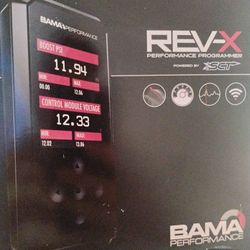 BAMA PERFORMANCE
BOOST PSI
11.94
MIN MAX
00.00 12.06
CONTROL MODULE VOLTAGE
12.33
MIN MAX
12.02 13.06
REV-X
PERFORMANCE PROGRAMMER
POWERED BY SCT
BAMA
PERFORMANCE